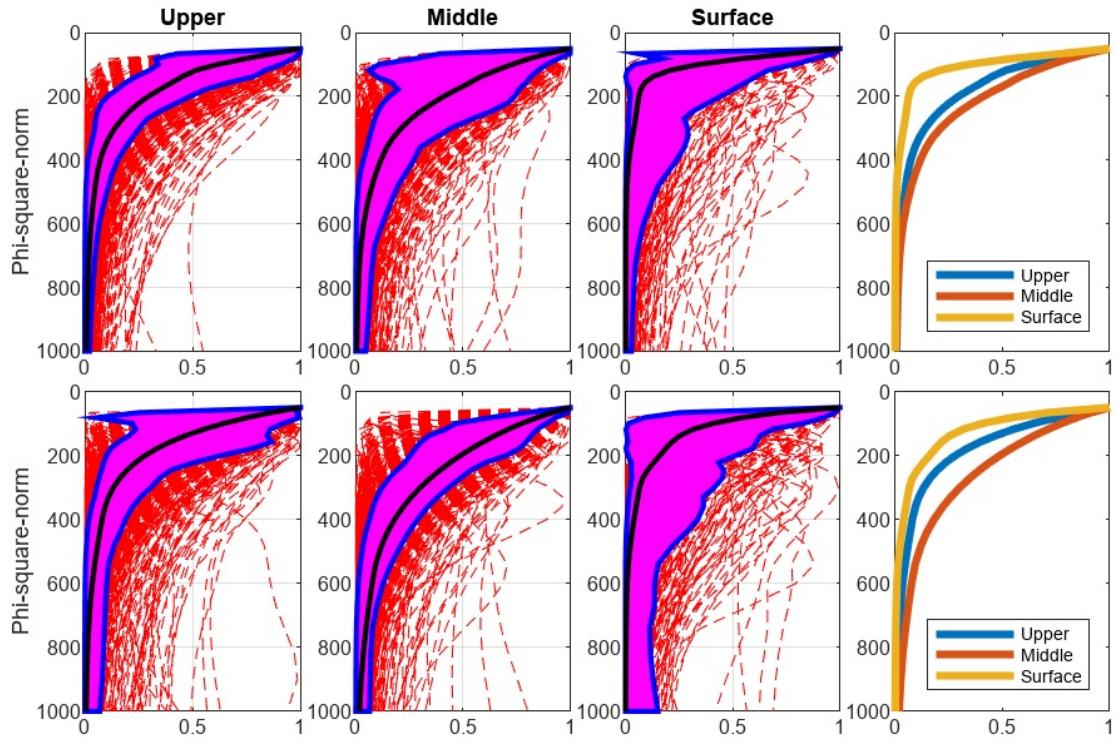 Upper Middle Surface
Phi-square-norm
0 0 0 0
200 200 200 200
400 400 400 400
600 600 600 600
800 800 800 800
1000 1000 1000 1000
0 0.5 1 0 0.5 1 0 0.5 1 0 0.5 1
Upper
Middle
Surface
Phi-square-norm
0 0 0 0
200 200 200 200
400 400 400 400
600 600 600 600
800 800 800 800
1000 1000 1000 1000
0 0.5 1 0 0.5 1 0 0.5 1 0 0.5 1
Upper
Middle
Surface